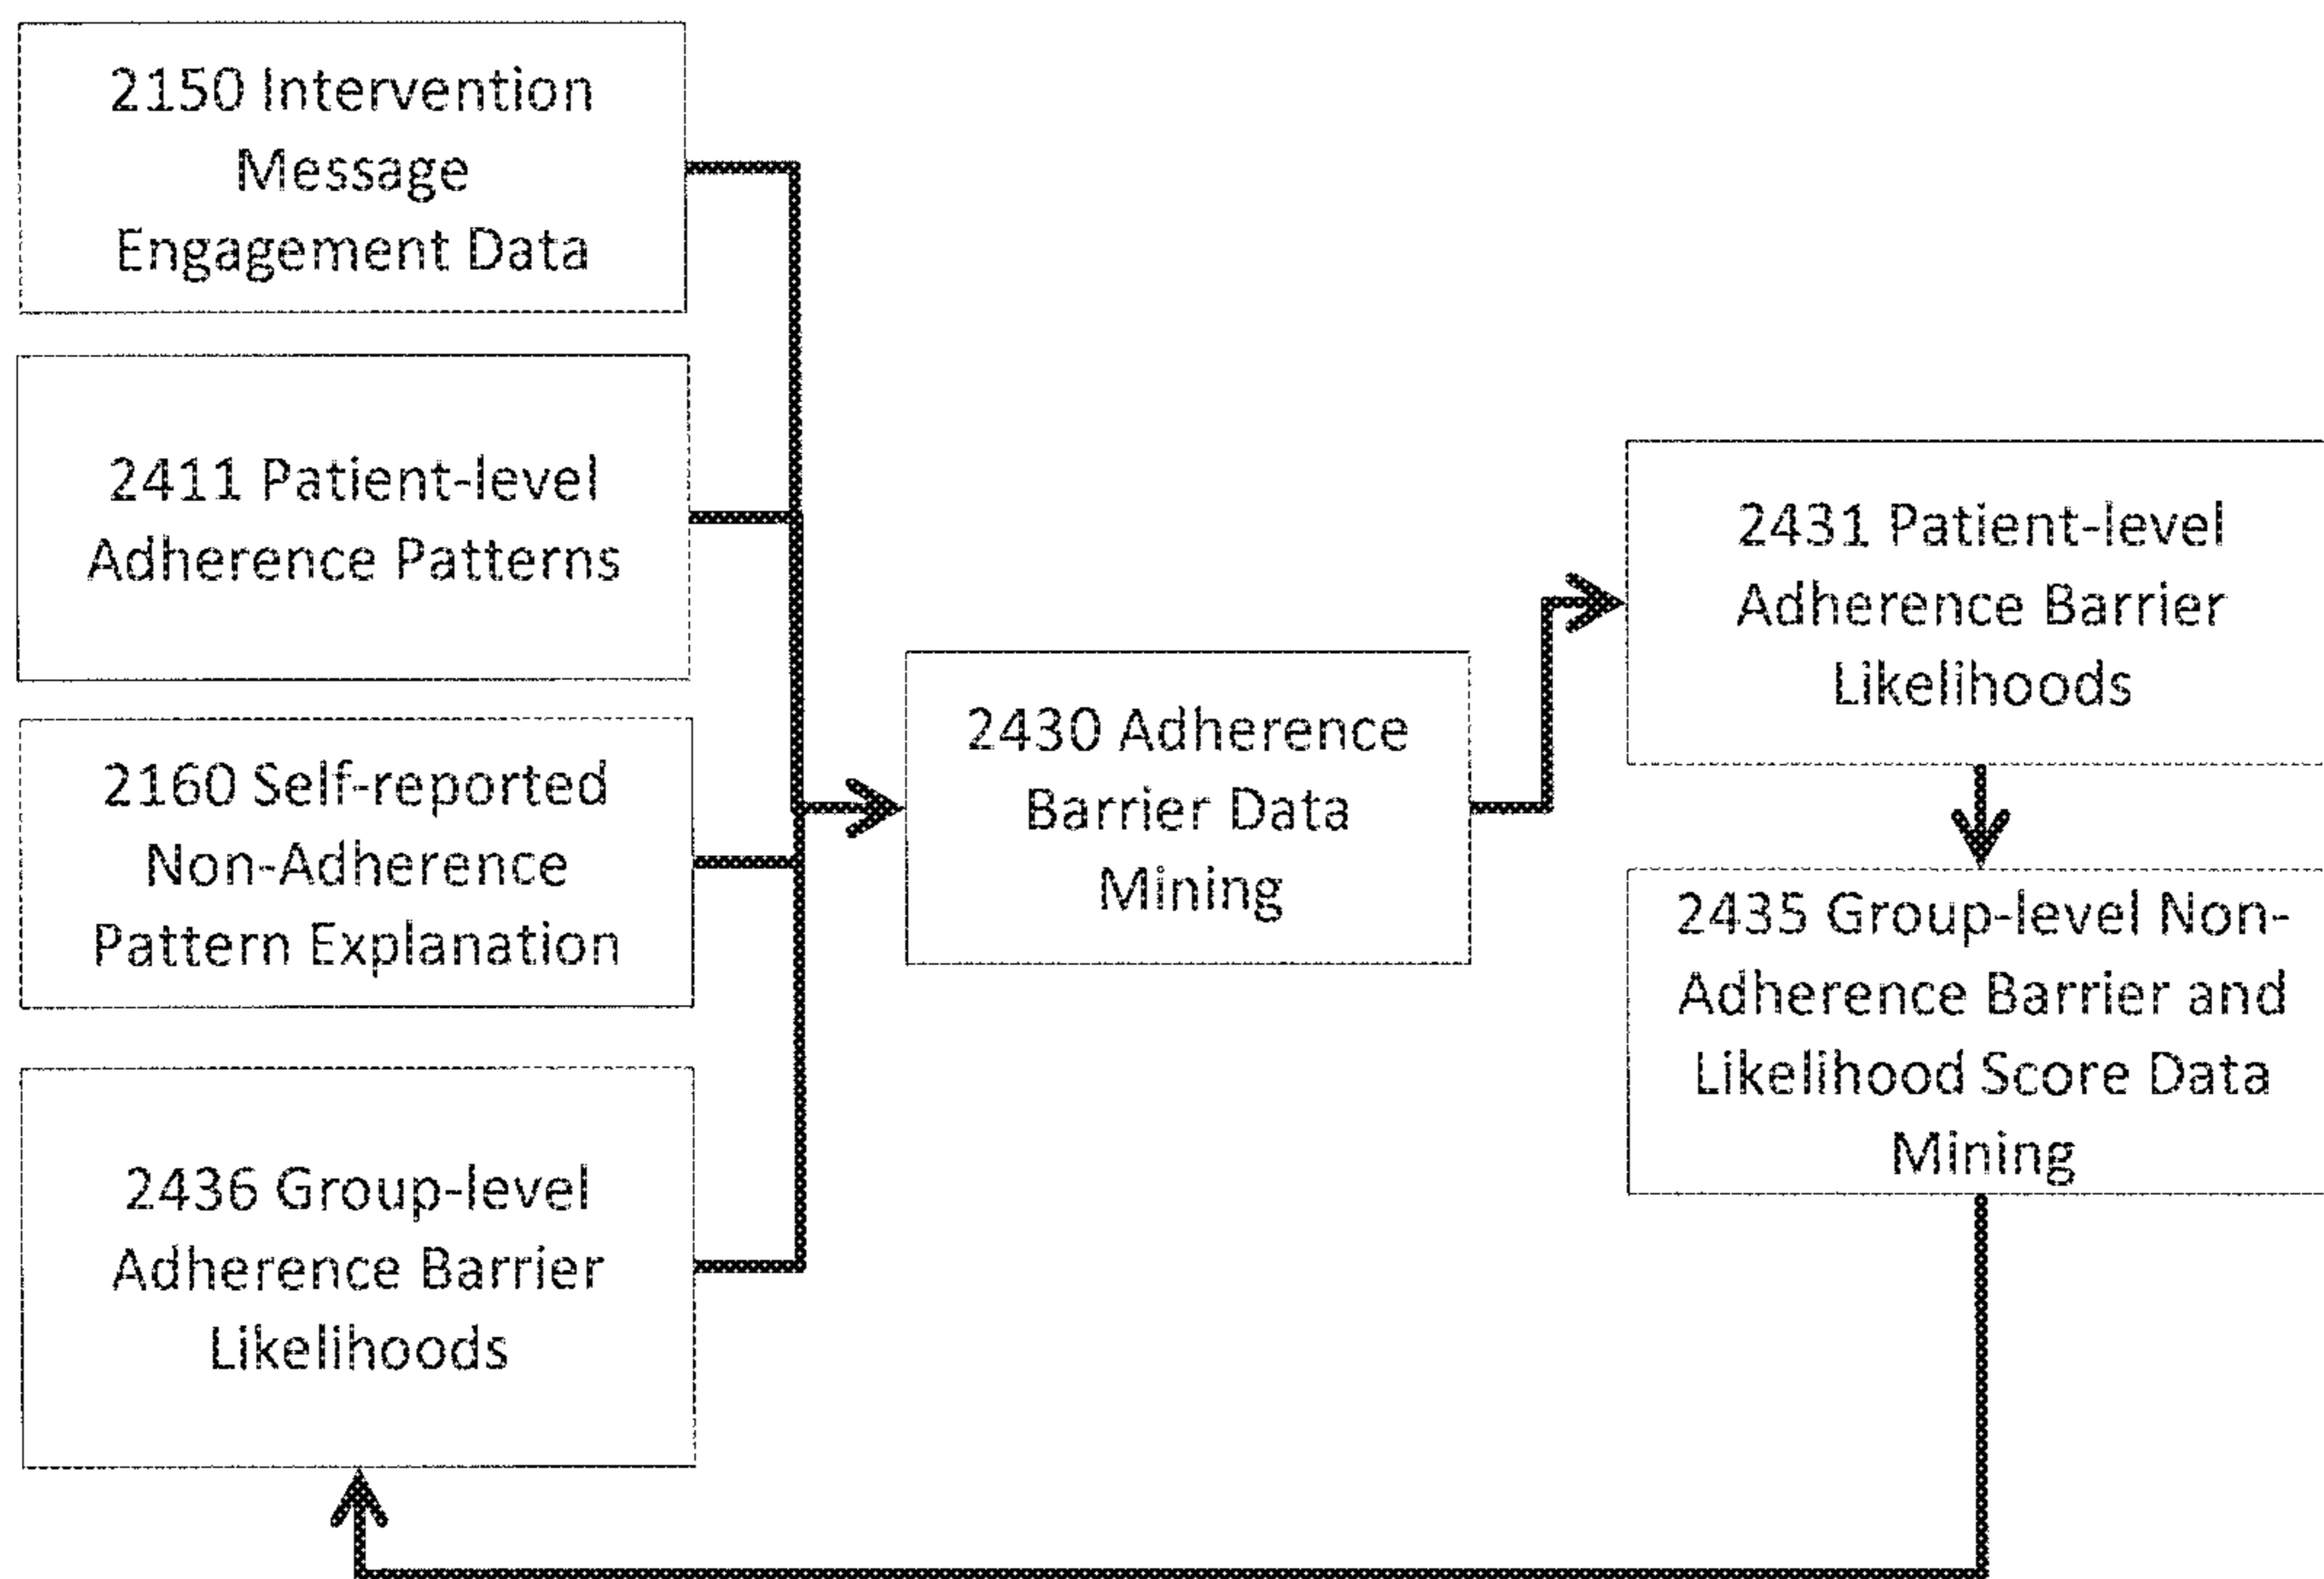 2150 Intervention
Message
Engagement Data
2411 Patient-level
Adherence Patterns
2160 Self-reported
Non-Adherence
Pattern Explanation
2436 Group-level
Adherence Barrier
Likelihoods
2430 Adherence
Barrier Data
Mining
2431 Patient-level
Adherence Barrier
Likelihoods
2435 Group-level Non-
Adherence Barrier and
Likelihood Score Data
Mining